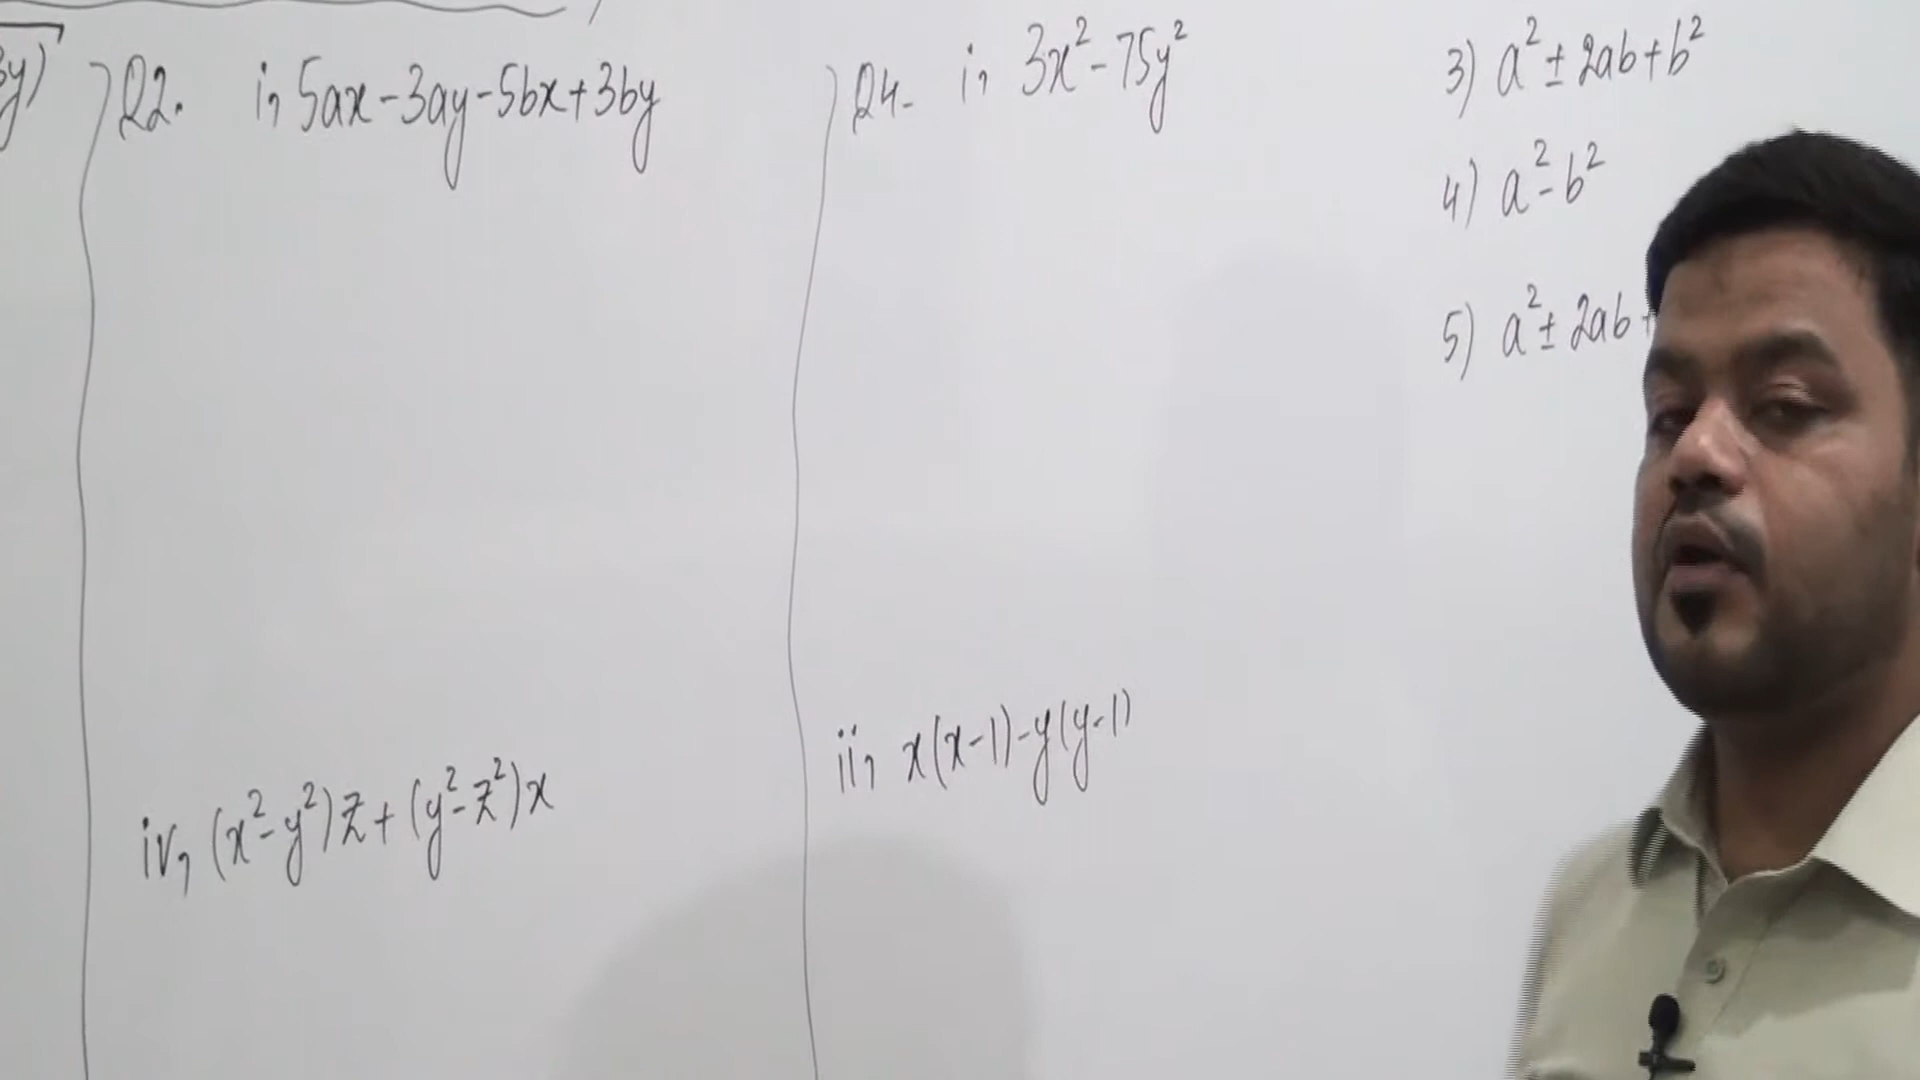 3y)
Q2. i, 5ax-3ay-5bx+3by
iv, (x²-y²)z+(y²-z²)x
Q4. i, 3x²-75y²
ii, x(x-1)-y(y-1)
3) a²±2ab+b²
4) a²-b²
5) a²±2ab+